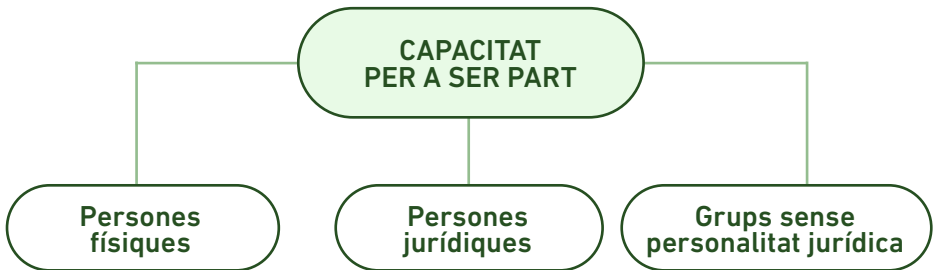 CAPACITAT
PER A SER PART
Persones
físiques
Persones
jurídiques
Grups sense
personalitat jurídica